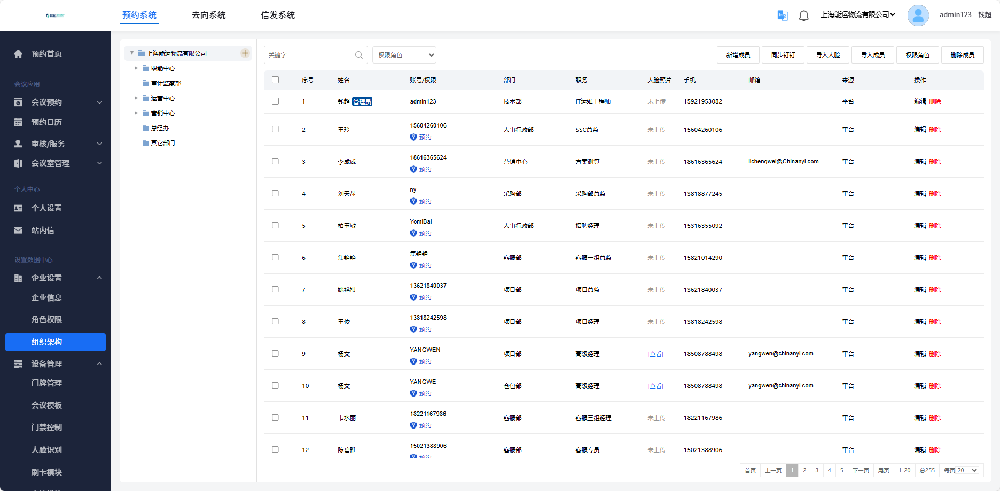 能运
预约系统 去向系统 信发系统 上海能运物流有限公司 admin123 钱超
预约首页
会议应用
会议预约
预约日历
审核/服务
会议室管理
个人中心
个人设置
站内信
设置数据中心
企业设置
企业信息
角色权限
组织架构
设备管理
门牌管理
会议模板
门禁控制
人脸识别
刷卡模块
上海能运物流有限公司
职能中心
审计监察部
运营中心
营销中心
总经办
其它部门
关键字 权限角色 新增成员 同步钉钉 导入人脸 导入成员 权限角色 删除成员
序号 姓名 账号/权限 部门 职务 人脸照片 手机 邮箱 来源 操作
1 钱超 管理员 admin123 技术部 IT运维工程师 未上传 15921953082 平台 编辑 删除
2 王玲 15604260106 人事行政部 SSC总监 未上传 15604260106 平台 编辑 删除
预约
3 李成威 18616365624 营销中心 方案测算 未上传 18616365624 lichengwei@Chinanyl.com 平台 编辑 删除
预约
4 刘天萍 ny 采购部 采购部总监 未上传 13818877245 平台 编辑 删除
预约
5 柏玉敏 YomiBai 人事行政部 招聘经理 未上传 15316355092 平台 编辑 删除
预约
6 焦艳艳 焦艳艳 客服部 客服一组总监 未上传 15821014290 平台 编辑 删除
预约
7 姚裕祺 13621840037 项目部 项目总监 未上传 13621840037 平台 编辑 删除
预约
8 王俊 13818242598 项目部 项目经理 未上传 13818242598 平台 编辑 删除
预约
9 杨文 YANGWEN 项目部 高级经理 [查看] 18508788498 yangwen@chinanyl.com 平台 编辑 删除
预约
10 杨文 YANGWE 仓包部 高级经理 [查看] 18508788498 yangwen@chinanyl.com 平台 编辑 删除
预约
11 韦水丽 18221167986 客服部 客服三组经理 未上传 18221167986 平台 编辑 删除
预约
12 陈碧雅 15021388906 客服部 客服专员 未上传 15021388906 平台 编辑 删除
预约
首页 上一页 1 2 3 4 5 下一页 尾页 1-20 总255 每页 20